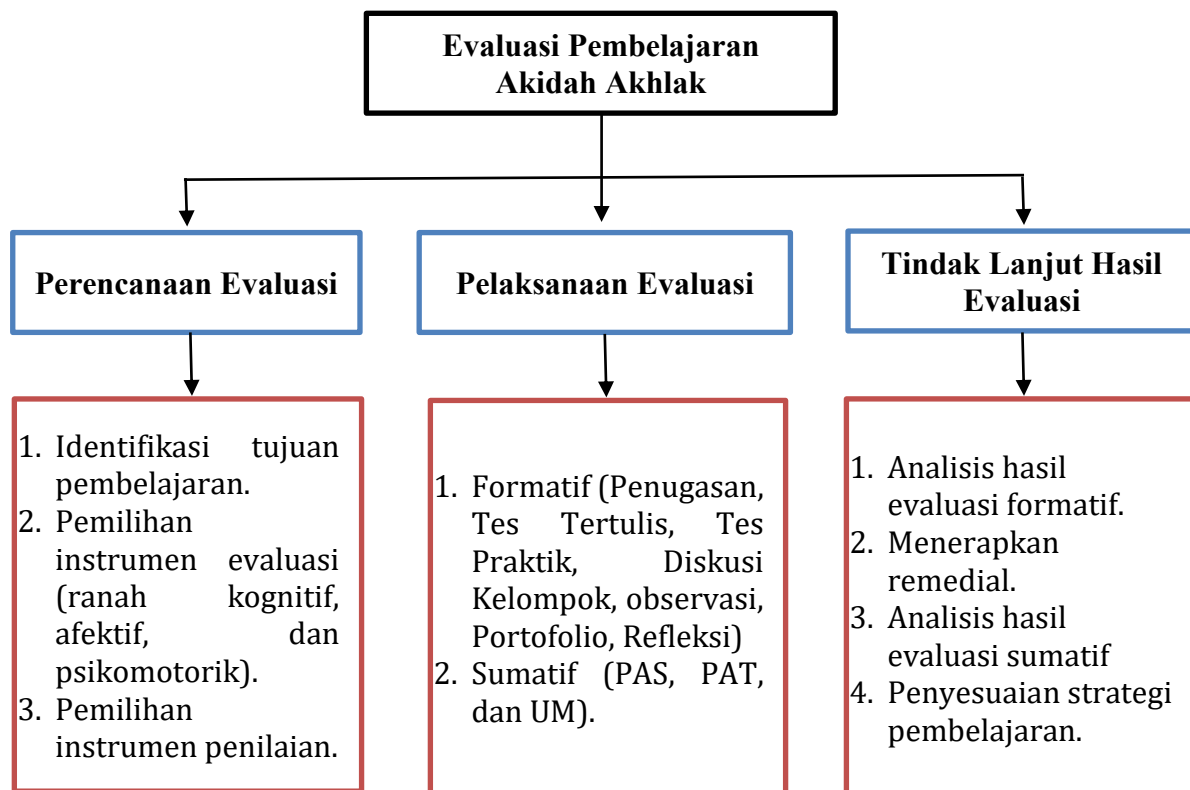 Evaluasi Pembelajaran
Akidah Akhlak
Perencanaan Evaluasi
Pelaksanaan Evaluasi
Tindak Lanjut Hasil
Evaluasi
1. Identifikasi tujuan
pembelajaran.
2. Pemilihan
instrumen evaluasi
(ranah kognitif,
afektif, dan
psikomotorik).
3. Pemilihan
instrumen penilaian.
1. Formatif (Penugasan,
Tes Tertulis, Tes
Praktik, Diskusi
Kelompok, observasi,
Portofolio, Refleksi)
2. Sumatif (PAS, PAT,
dan UM).
1. Analisis hasil
evaluasi formatif.
2. Menerapkan
remedial.
3. Analisis hasil
evaluasi sumatif
4. Penyesuaian strategi
pembelajaran.